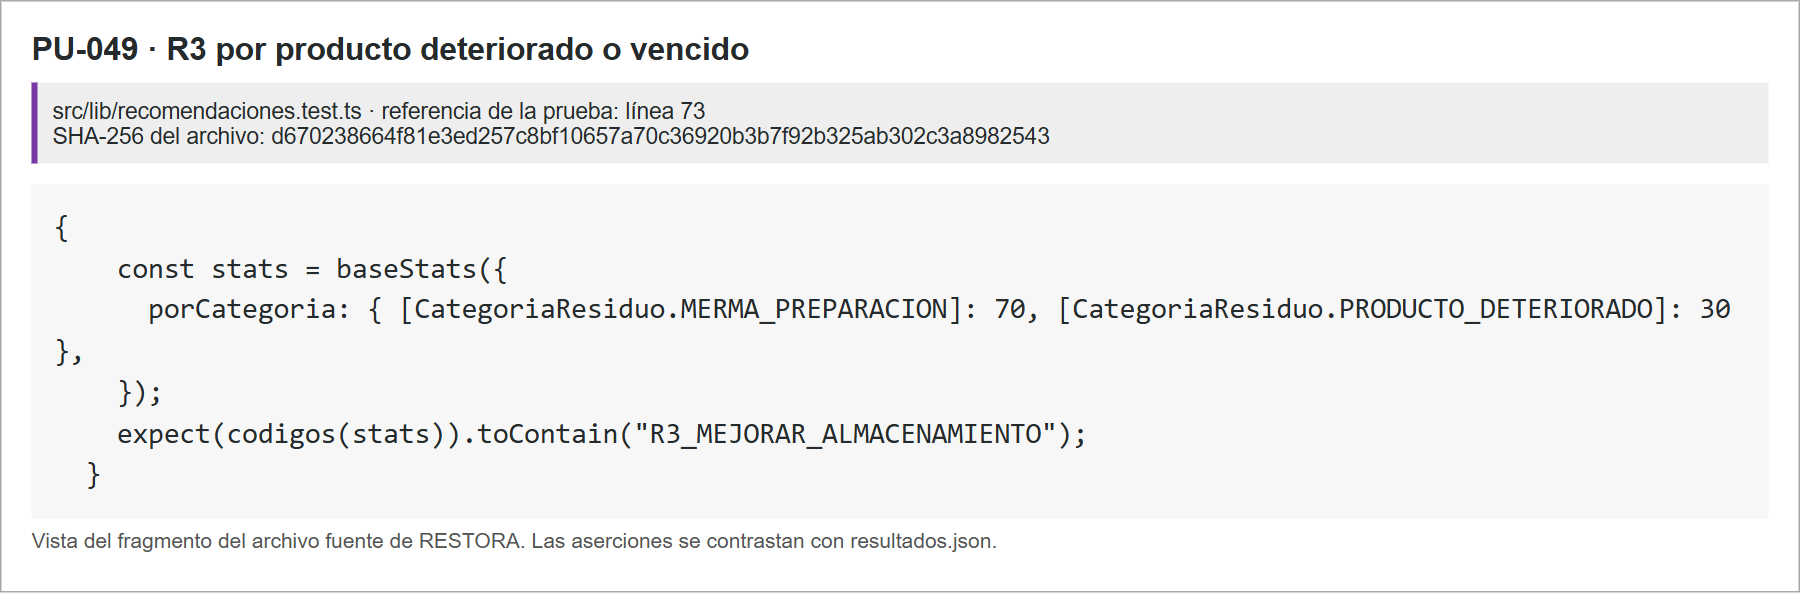 PU-049 · R3 por producto deteriorado o vencido
src/lib/recomendaciones.test.ts · referencia de la prueba: línea 73
SHA-256 del archivo: d670238664f81e3ed257c8bf10657a70c36920b3b7f92b325ab302c3a8982543
{
    const stats = baseStats({
      porCategoria: { [CategoriaResiduo.MERMA_PREPARACION]: 70, [CategoriaResiduo.PRODUCTO_DETERIORADO]: 30
},
    });
    expect(codigos(stats)).toContain("R3_MEJORAR_ALMACENAMIENTO");
  }
Vista del fragmento del archivo fuente de RESTORA. Las aserciones se contrastan con resultados.json.